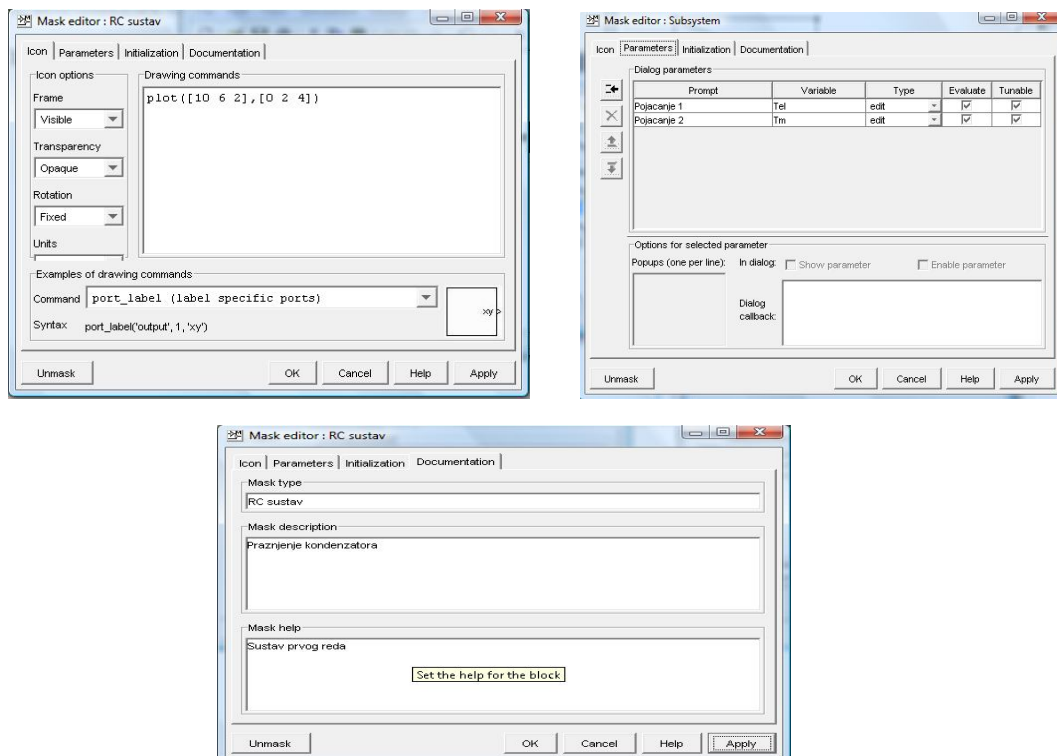 Mask editor : RC sustav
Icon Parameters Initialization Documentation
Icon options
Frame
Visible
Transparency
Opaque
Rotation
Fixed
Units
Drawing commands
plot([10 6 2],[0 2 4])
Examples of drawing commands
Command port_label (label specific ports)
Syntax port_label('output', 1, 'xy')
xy >
Unmask OK Cancel Help Apply
Mask editor : Subsystem
Icon Parameters Initialization Documentation
Dialog parameters
Prompt Variable Type Evaluate Tunable
Pojacanje 1 Tel edit
Pojacanje 2 Tm edit
Options for selected parameter
Popups (one per line): In dialog: Show parameter Enable parameter
Dialog
callback:
Unmask OK Cancel Help Apply
Mask editor : RC sustav
Icon Parameters Initialization Documentation
Mask type
RC sustav
Mask description
Praznjenje kondenzatora
Mask help
Sustav prvog reda
Set the help for the block
Unmask OK Cancel Help Apply